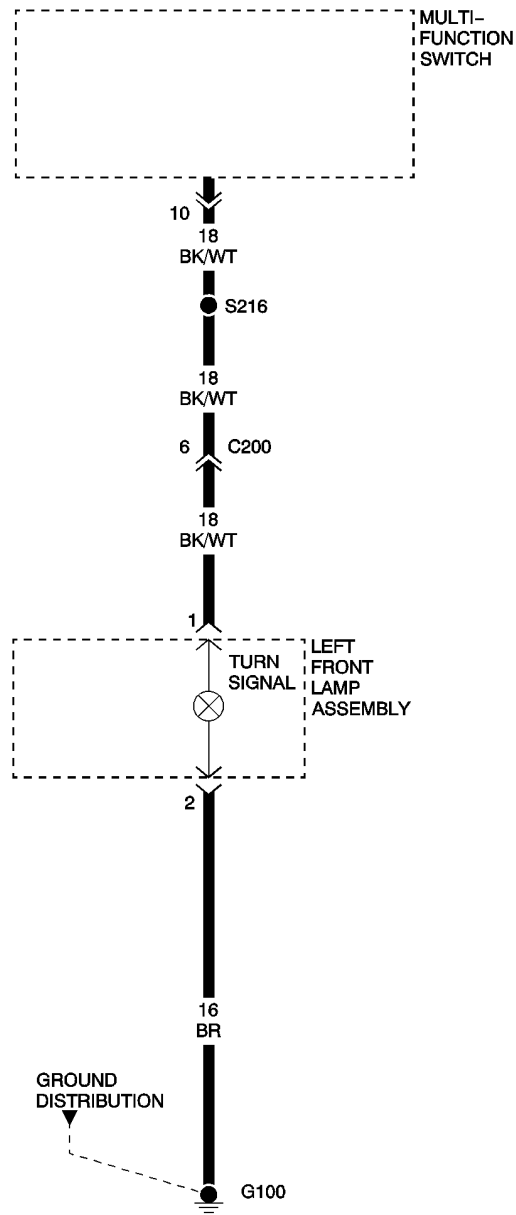 MULTI-
FUNCTION
SWITCH
10
18
BK/WT
S216
18
BK/WT
6 C200
18
BK/WT
1
TURN
SIGNAL
LEFT
FRONT
LAMP
ASSEMBLY
2
16
BR
GROUND
DISTRIBUTION
G100